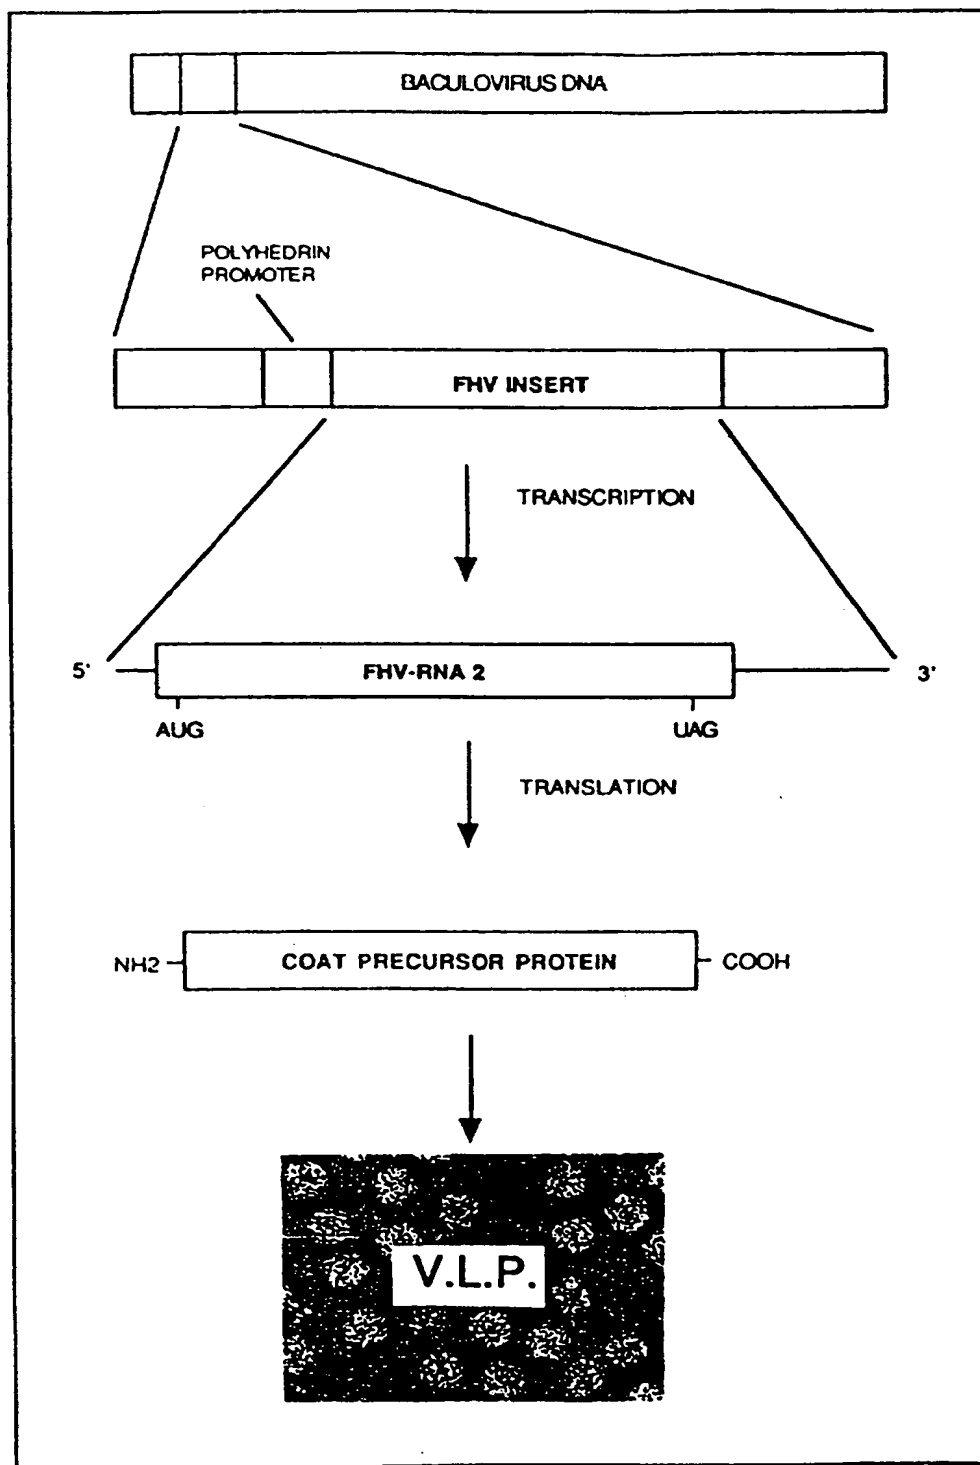 BACULOVIRUS DNA
POLYHEDRIN
PROMOTER
FHV INSERT
TRANSCRIPTION
5'
FHV-RNA 2
3'
AUG
UAG
TRANSLATION
NH2
COAT PRECURSOR PROTEIN
COOH
V.L.P.